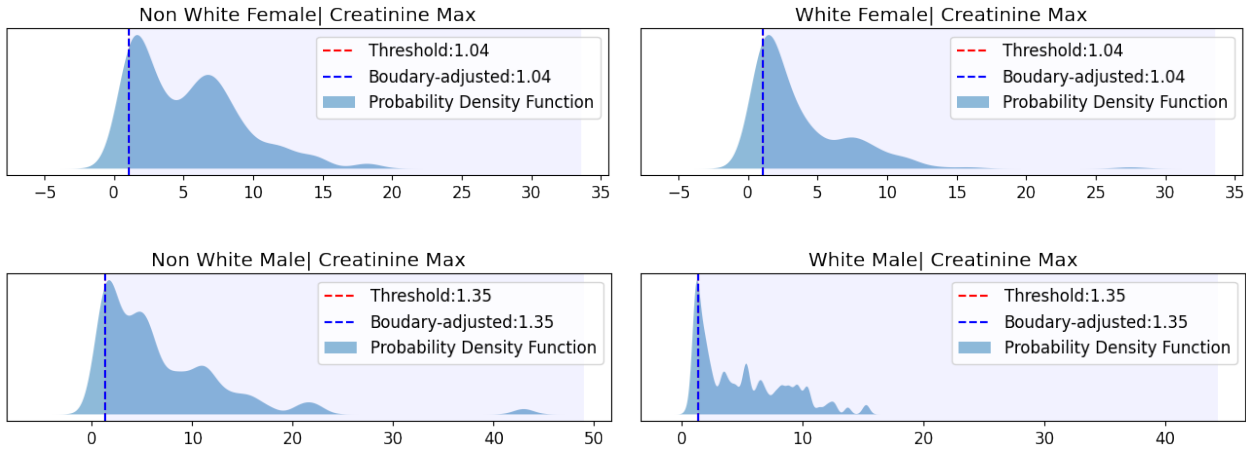 Non White Female| Creatinine Max
Threshold:1.04
Boudary-adjusted:1.04
Probability Density Function
−5 0 5 10 15 20 25 30 35
White Female| Creatinine Max
Threshold:1.04
Boudary-adjusted:1.04
Probability Density Function
−5 0 5 10 15 20 25 30 35
Non White Male| Creatinine Max
Threshold:1.35
Boudary-adjusted:1.35
Probability Density Function
0 10 20 30 40 50
White Male| Creatinine Max
Threshold:1.35
Boudary-adjusted:1.35
Probability Density Function
0 10 20 30 40